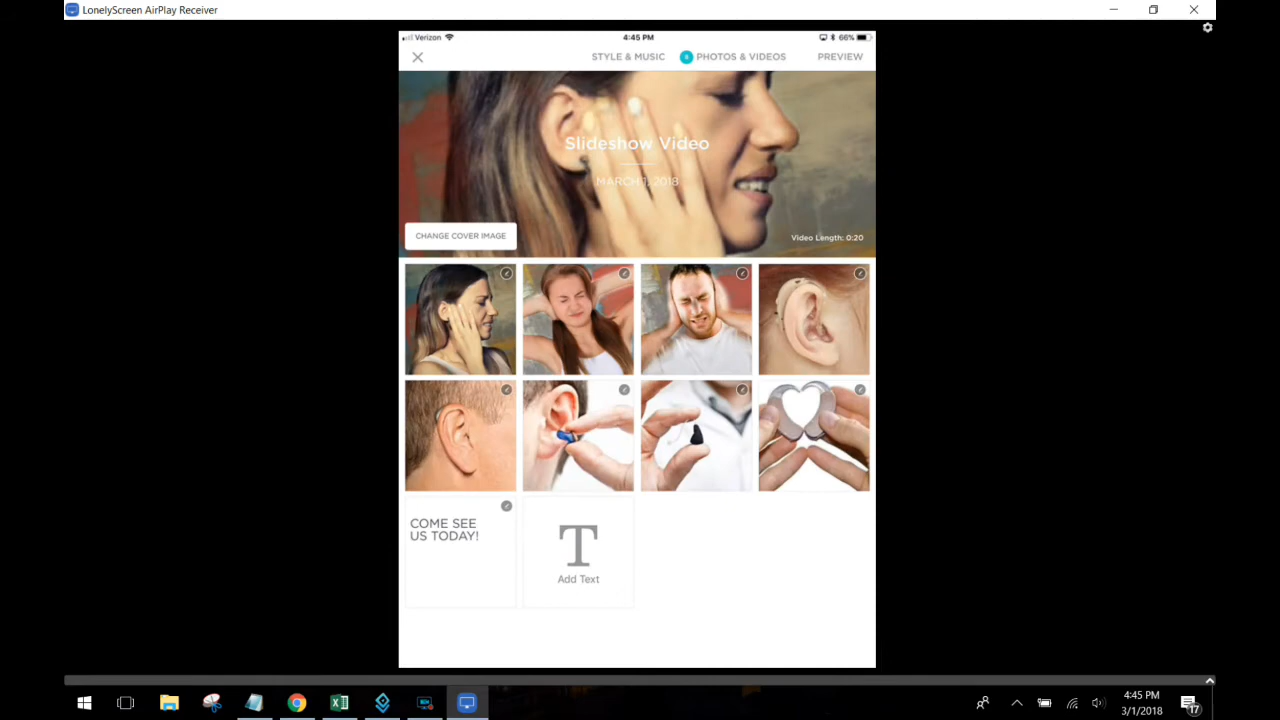 LonelyScreen AirPlay Receiver
Verizon 4:45 PM 66%
STYLE & MUSIC PHOTOS & VIDEOS PREVIEW
Slideshow Video
MARCH 1, 2018
CHANGE COVER IMAGE
Video Length: 0:20
COME SEE
US TODAY!
T
Add Text
4:45 PM
3/1/2018
17